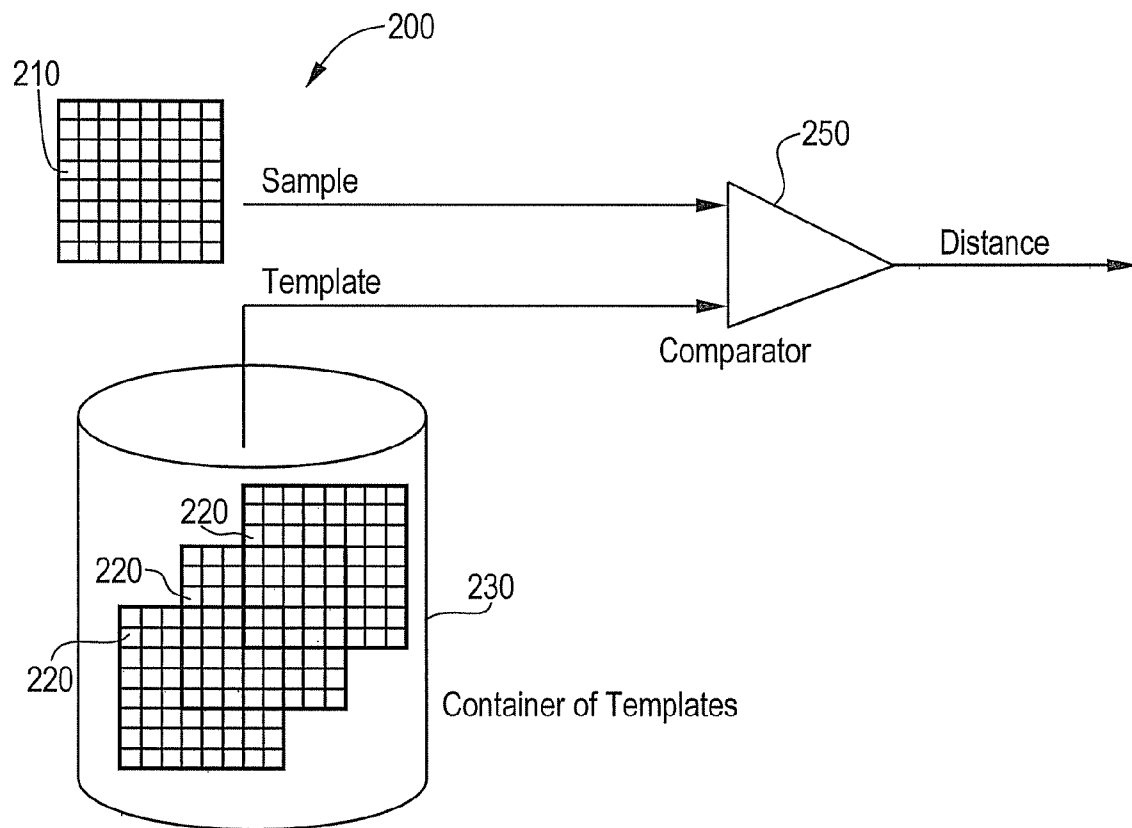 200
210
250
Sample
Distance
Template
Comparator
220
220
230
220
Container of Templates